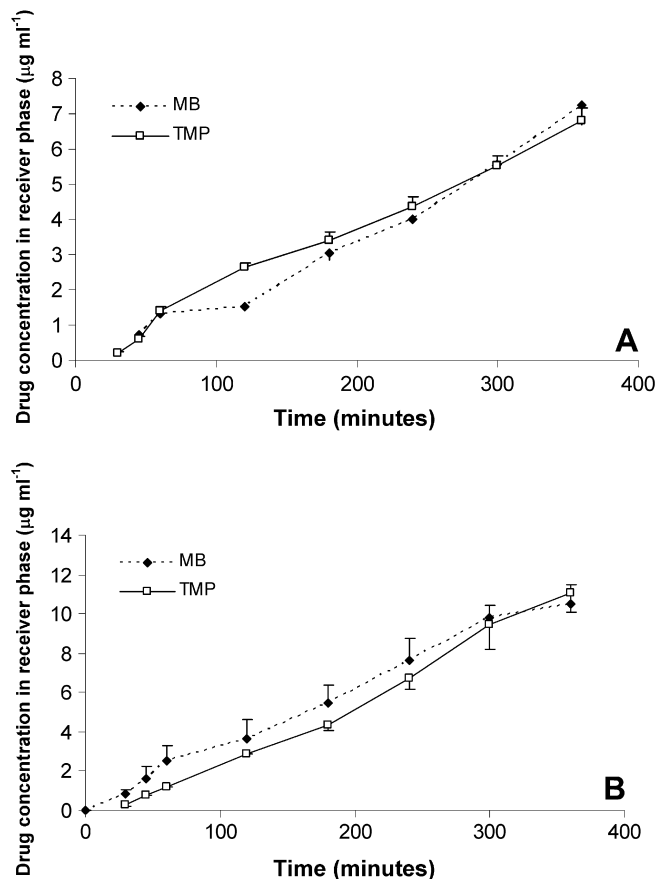 Drug concentration in receiver phase (μg ml⁻¹)
8
7
6
5
4
3
2
1
0
MB
TMP
A
0 100 200 300 400
Time (minutes)
Drug concentration in receiver phase (μg ml⁻¹)
14
12
10
8
6
4
2
0
MB
TMP
B
0 100 200 300 400
Time (minutes)